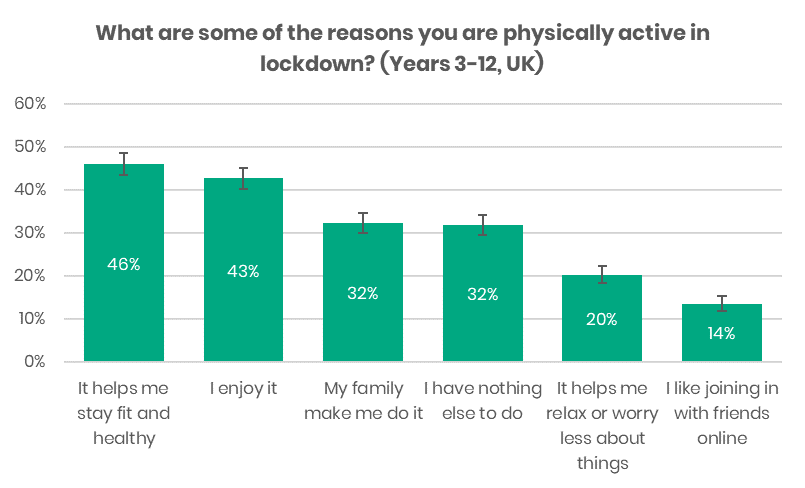 What are some of the reasons you are physically active in
lockdown? (Years 3-12, UK)
60%
50%
40%
30%
20%
10%
0%
46%
43%
32%
32%
20%
14%
It helps me
stay fit and
healthy
I enjoy it
My family
make me do it
I have nothing
else to do
It helps me
relax or worry
less about
things
I like joining in
with friends
online